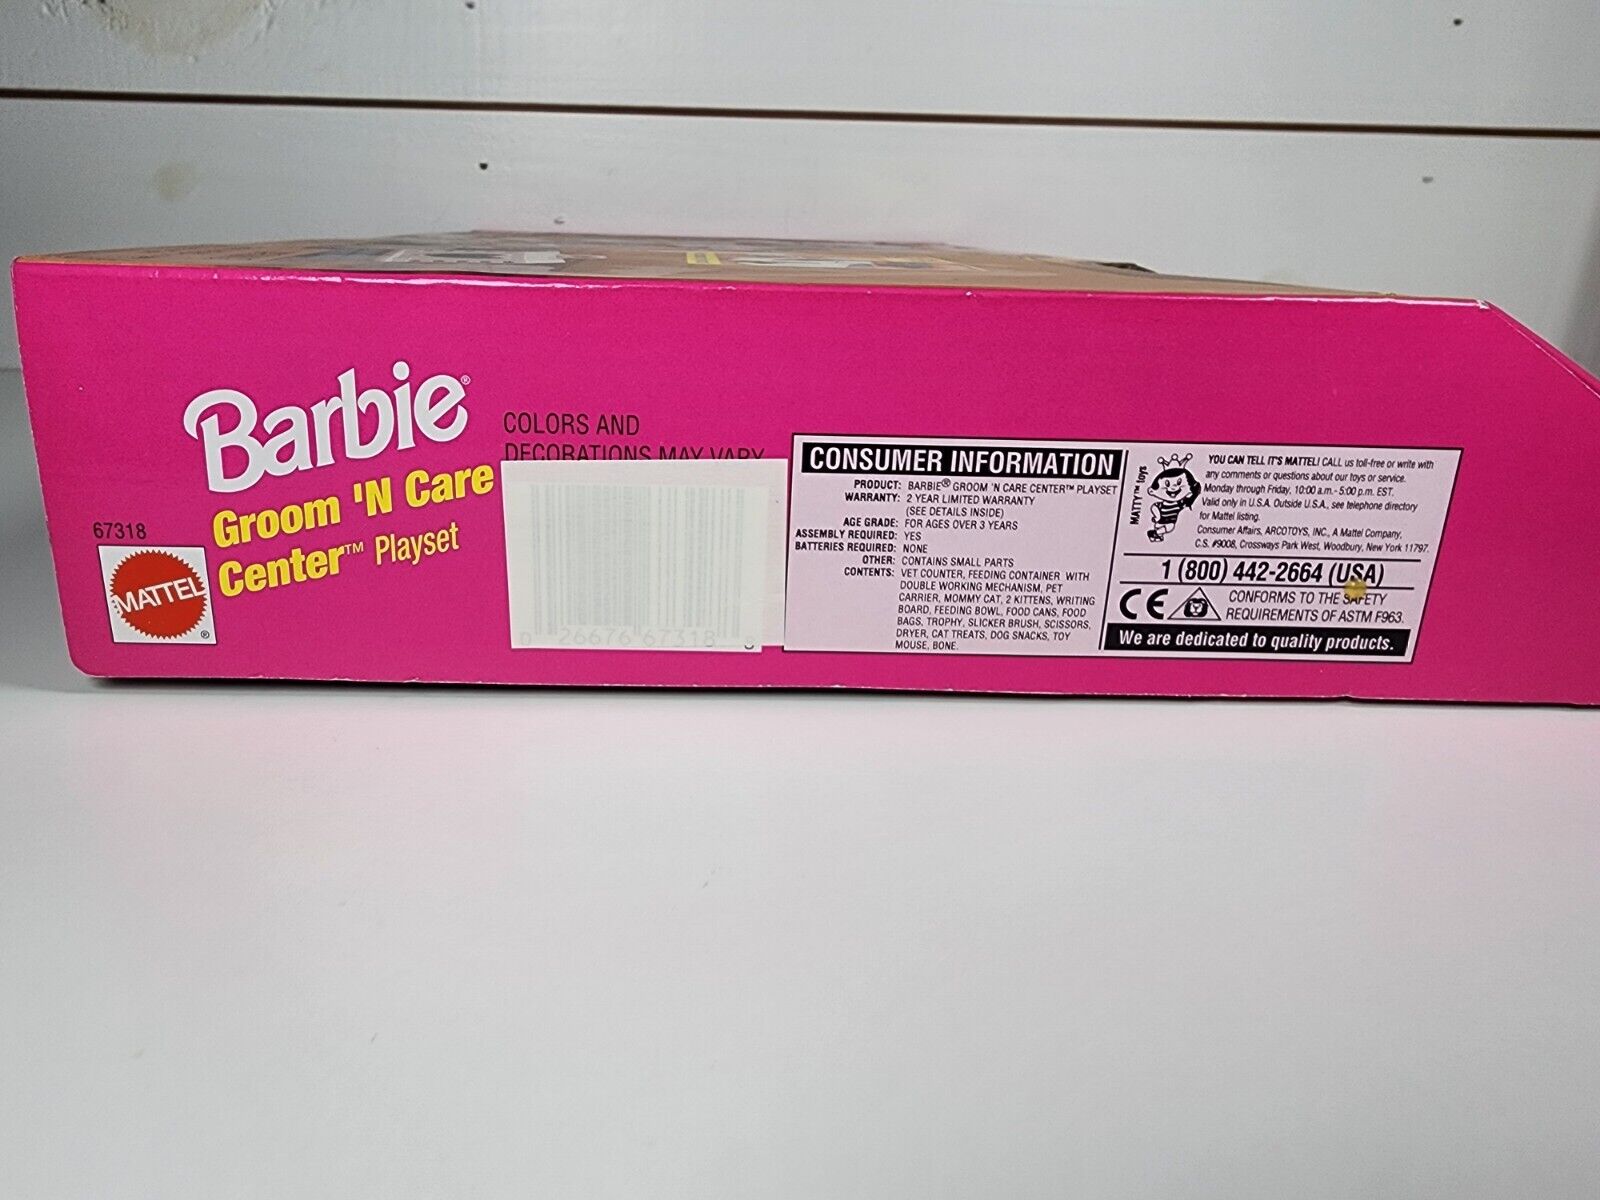 Barbie®
Groom 'N Care
Center™ Playset
67318
MATTEL
®
COLORS AND
DECORATIONS MAY VARY
0 26676 67318 8
CONSUMER INFORMATION
PRODUCT: BARBIE® GROOM 'N CARE CENTER™ PLAYSET
WARRANTY: 2 YEAR LIMITED WARRANTY
(SEE DETAILS INSIDE)
AGE GRADE: FOR AGES OVER 3 YEARS
ASSEMBLY REQUIRED: YES
BATTERIES REQUIRED: NONE
OTHER: CONTAINS SMALL PARTS
CONTENTS: VET COUNTER, FEEDING CONTAINER WITH
DOUBLE WORKING MECHANISM, PET
CARRIER, MOMMY CAT, 2 KITTENS, WRITING
BOARD, FEEDING BOWL, FOOD CANS, FOOD
BAGS, TROPHY, SLICKER BRUSH, SCISSORS,
DRYER, CAT TREATS, DOG SNACKS, TOY
MOUSE, BONE.
MATTY™ toys
YOU CAN TELL IT'S MATTEL! CALL us toll-free or write with
any comments or questions about our toys or service.
Monday through Friday, 10:00 a.m.-5:00 p.m. EST.
Valid only in U.S.A. Outside U.S.A., see telephone directory
for Mattel listing.
Consumer Affairs, ARCOTOYS, INC., A Mattel Company,
C.S. #9008, Crossways Park West, Woodbury, New York 11797.
1 (800) 442-2664 (USA)
CE
CONFORMS TO THE SAFETY
REQUIREMENTS OF ASTM F963.
We are dedicated to quality products.